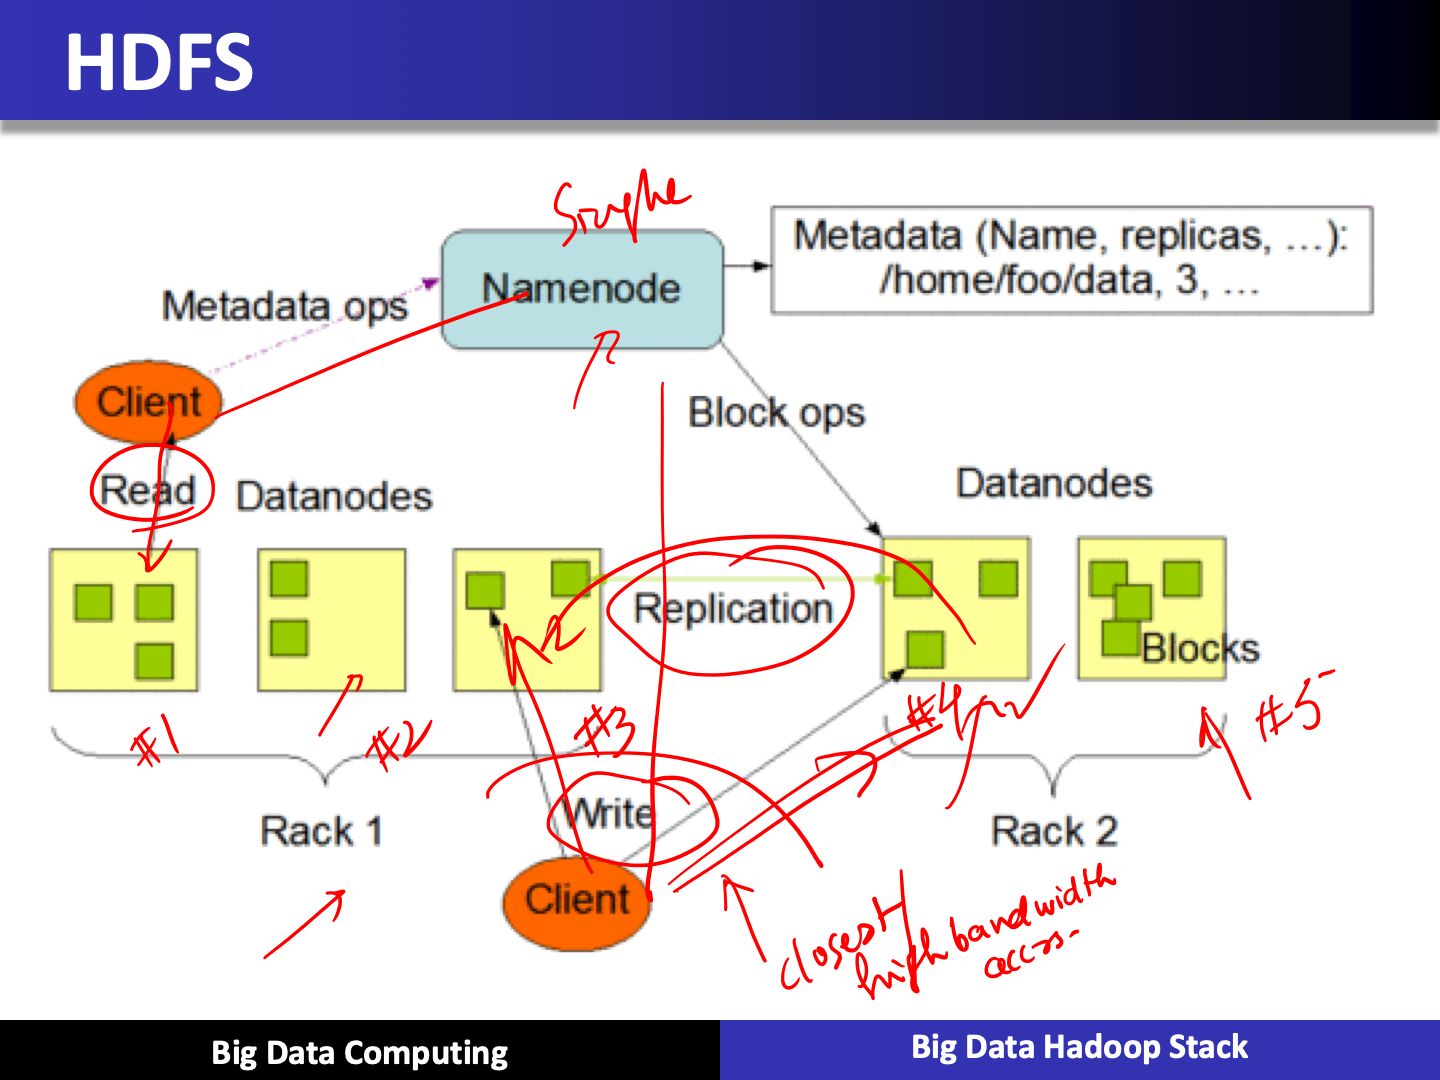 HDFS
Single
Metadata (Name, replicas, ...):
/home/foo/data, 3, ...
Namenode
Metadata ops
Client
Block ops
Read
Datanodes
Datanodes
Replication
Blocks
#1
#2
#3
#4
#5
Rack 1
Write
Rack 2
Client
closest
high bandwidth
access
Big Data Computing
Big Data Hadoop Stack